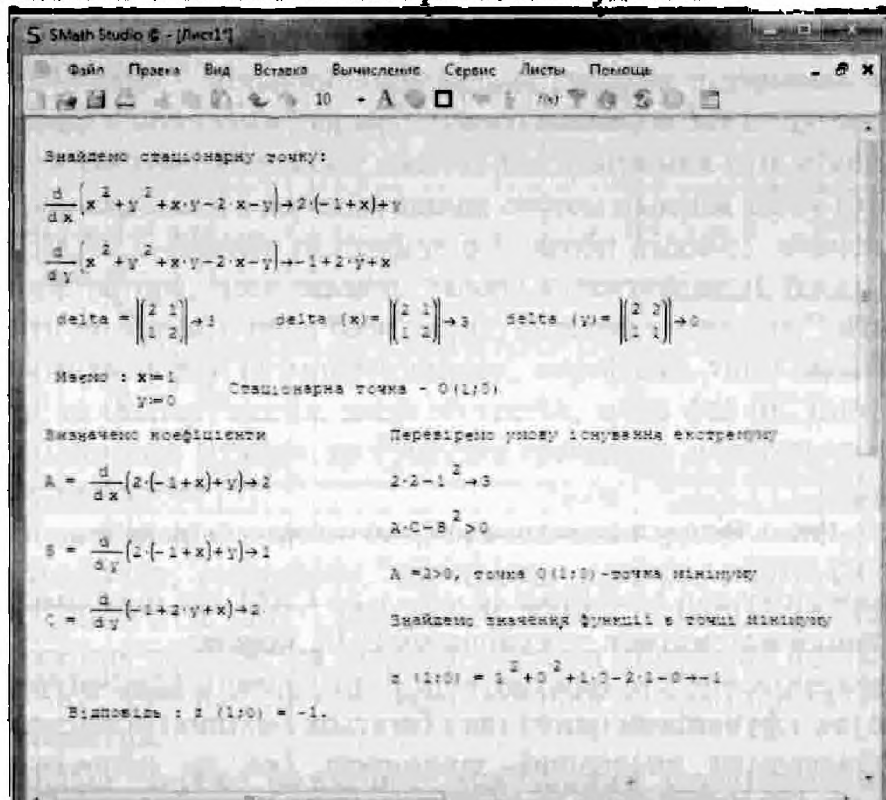 SMath Studio © - [Лист1*]
Файл Правка Вид Вставка Вычисление Сервис Листы Помощь
10
Знайдемо стаціонарну точку:
d/dx (x^2+y^2+x·y-2·x-y)→2·(-1+x)+y
d/dy (x^2+y^2+x·y-2·x-y)→-1+2·y+x
delta = |(2 1; 1 2)|→3 delta (x)= |(2 1; 1 2)|→3 delta (y)= |(2 2; 1 1)|→0
Маємо : x:=1
y:=0 Стаціонарна точка - О(1;0)
Визначемо коефіцієнти Перевіремо умову існування екстремуму
A = d/dx (2·(-1+x)+y)→2 2·2-1^2→3
B = d/dy (2·(-1+x)+y)→1 A·C-B^2>0
A =2>0, точка О(1;0)-точка мінімуму
C = d/dy (-1+2·y+x)→2 Знайдемо значення функції в точці мінімуму
z (1;0) = 1^2+0^2+1·0-2·1-0→-1
Відповідь : z (1;0) = -1.